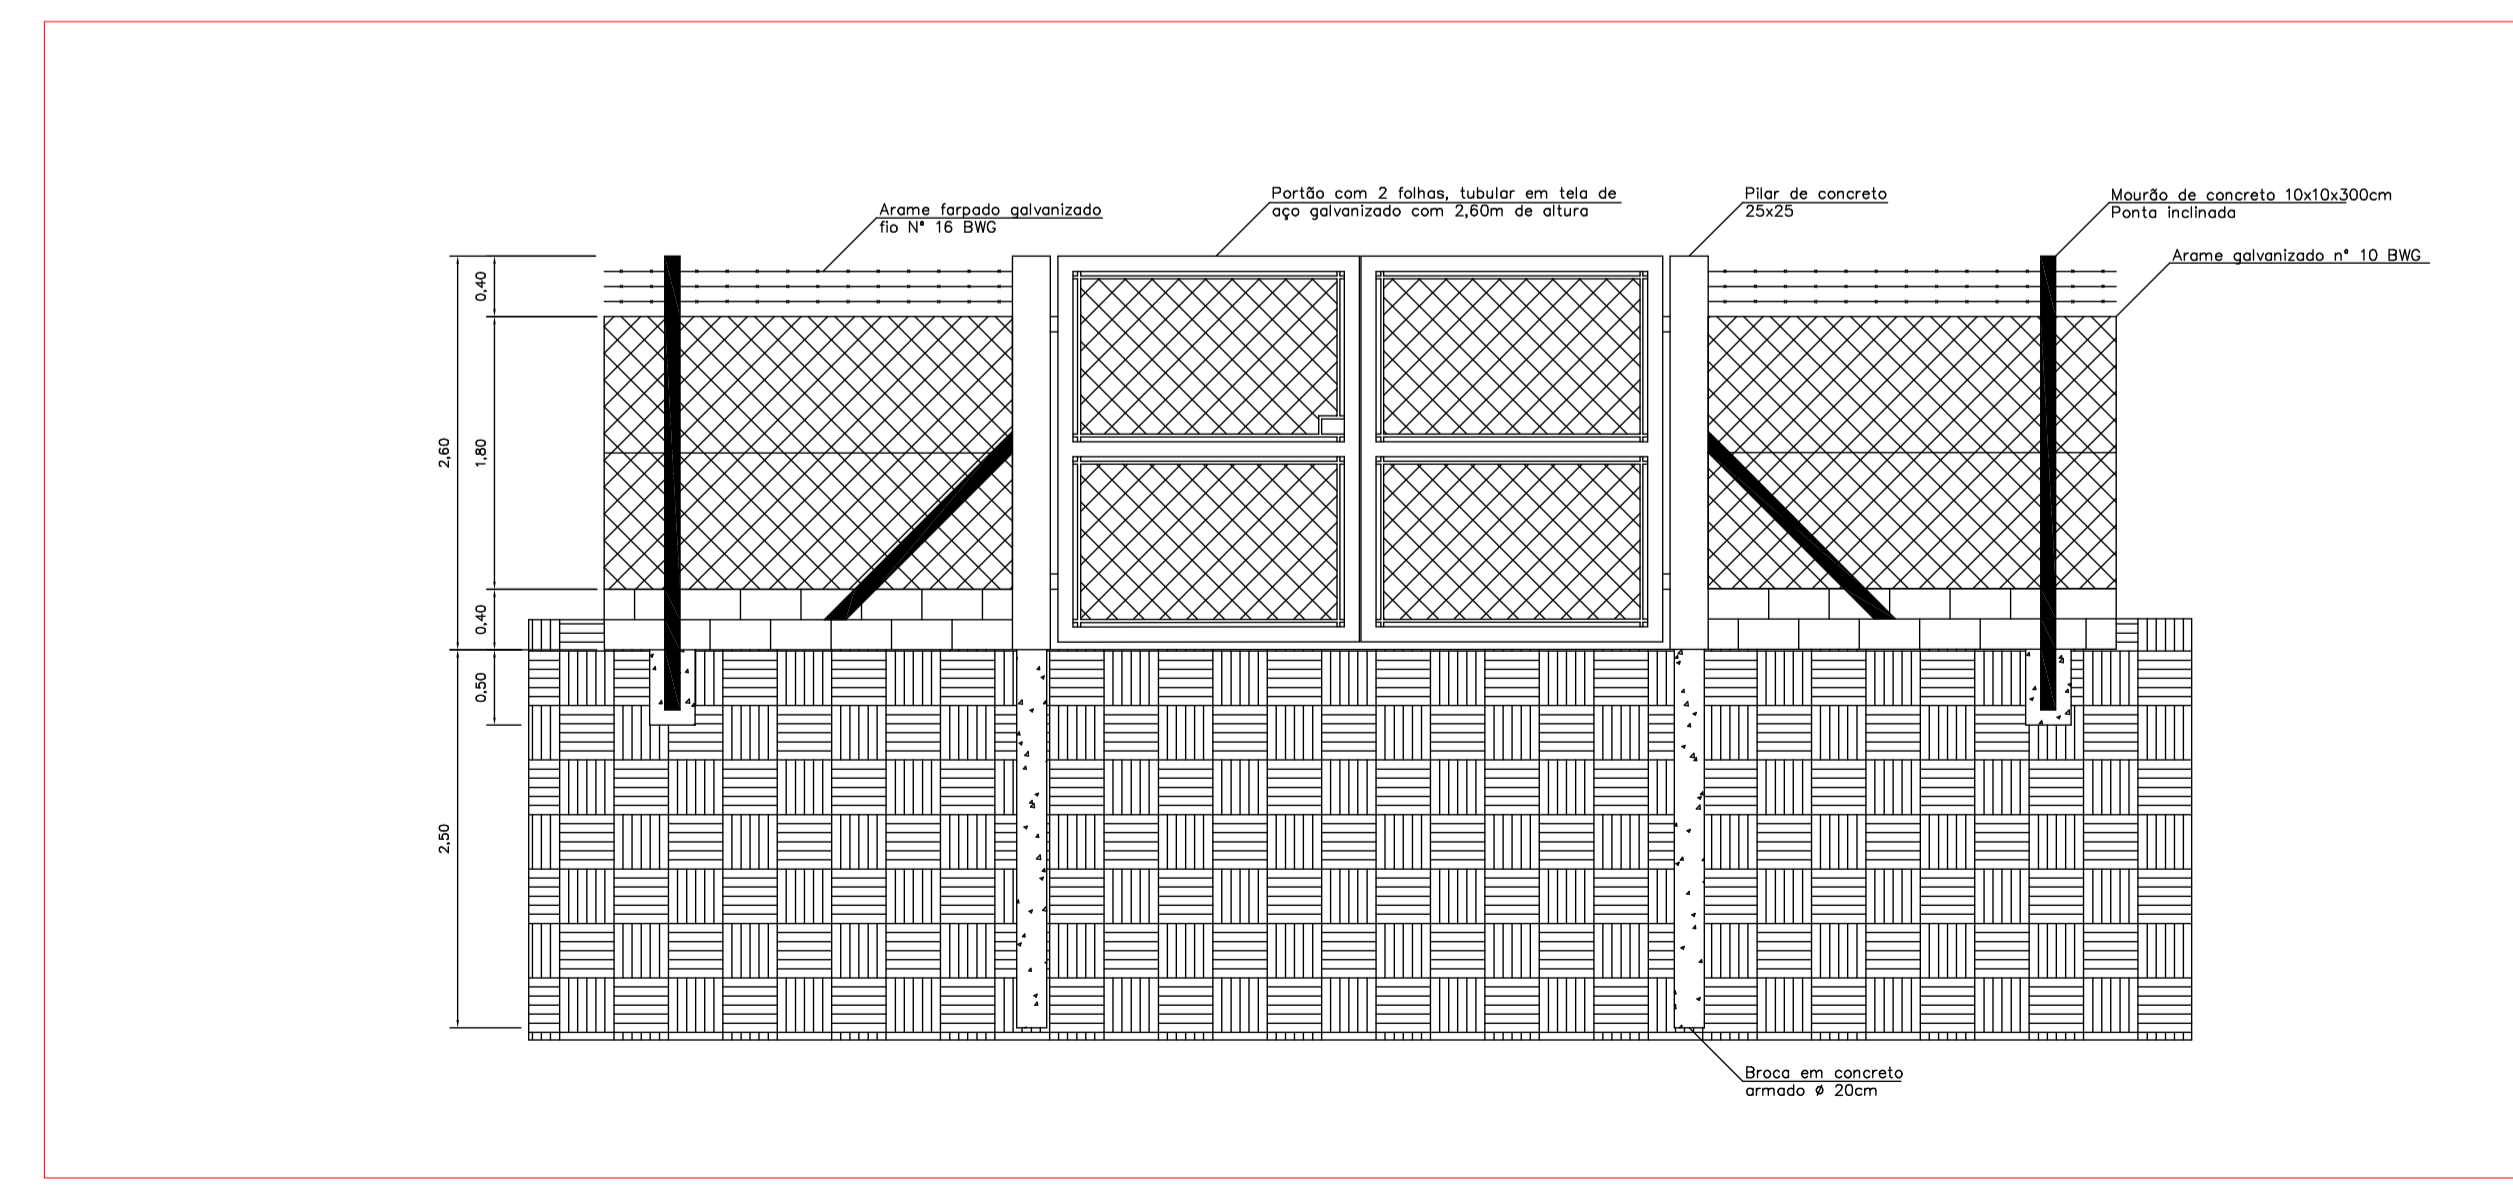 Portão com 2 folhas, tubular em tela de
aço galvanizado com 2,60m de altura
Pilar de concreto
25x25
Mourão de concreto 10x10x300cm
Ponta inclinada
Arame farpado galvanizado
fio N° 16 BWG
Arame galvanizado n° 10 BWG
0,40
2,60
1,80
0,40
0,50
2,50
Broca em concreto
armado ø 20cm